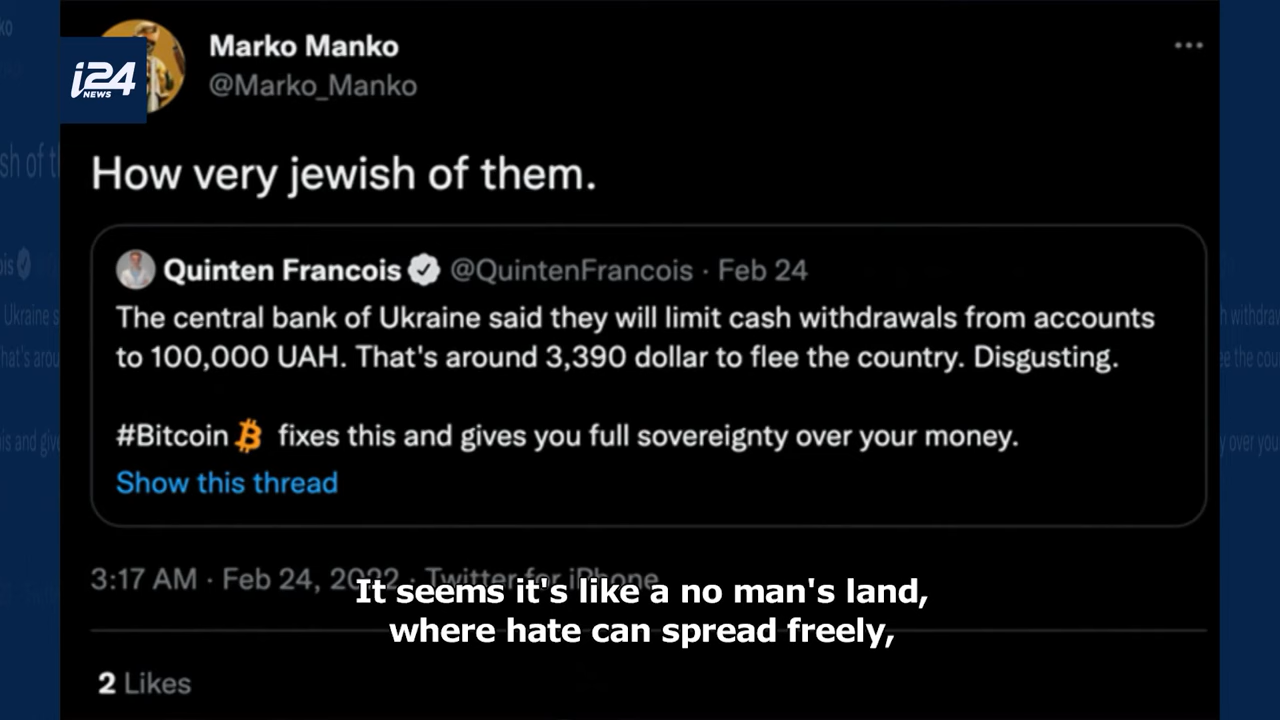 i24
NEWS
Marko Manko
@Marko_Manko
How very jewish of them.
Quinten Francois @QuintenFrancois · Feb 24
The central bank of Ukraine said they will limit cash withdrawals from accounts
to 100,000 UAH. That's around 3,390 dollar to flee the country. Disgusting.
#Bitcoin fixes this and gives you full sovereignty over your money.
Show this thread
3:17 AM · Feb 24, 2022 · Twitter for iPhone
It seems it's like a no man's land,
where hate can spread freely,
2 Likes